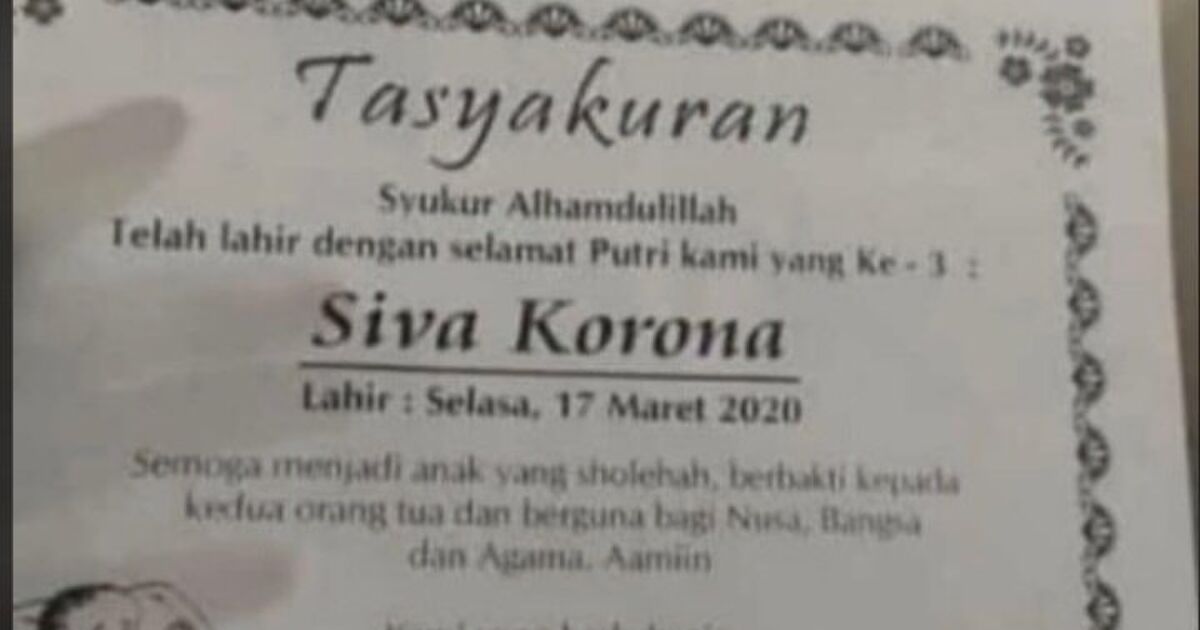 Tasyakuran
Syukur Alhamdulillah
Telah lahir dengan selamat Putri kami yang Ke - 3 :
Siva Korona
Lahir : Selasa, 17 Maret 2020
Semoga menjadi anak yang sholehah, berbakti kepada
kedua orang tua dan berguna bagi Nusa, Bangsa
dan Agama. Aamiin